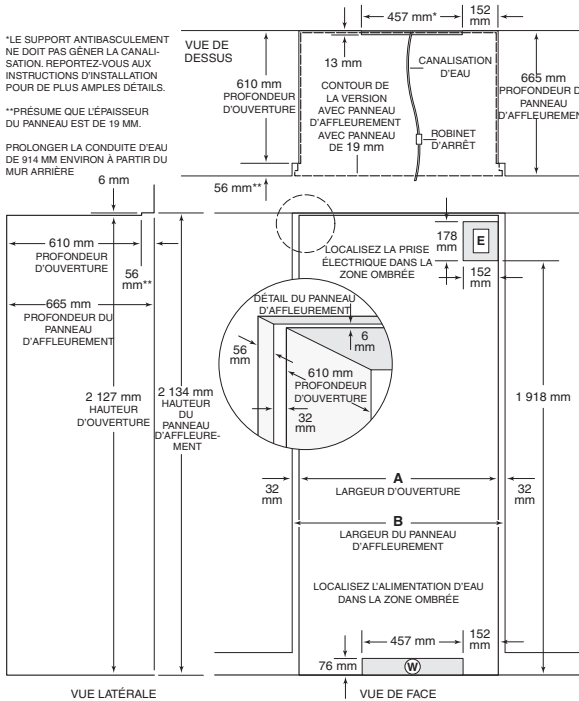 *LE SUPPORT ANTIBASCULEMENT
NE DOIT PAS GÊNER LA CANALI-
SATION. REPORTEZ-VOUS AUX
INSTRUCTIONS D'INSTALLATION
POUR DE PLUS AMPLES DÉTAILS.
**PRÉSUME QUE L'ÉPAISSEUR
DU PANNEAU EST DE 19 MM.
PROLONGER LA CONDUITE D'EAU
DE 914 MM ENVIRON À PARTIR DU
MUR ARRIÈRE
VUE DE
DESSUS
457 mm*
152
mm
13 mm
CANALISATION
D'EAU
610 mm
PROFONDEUR
D'OUVERTURE
CONTOUR DE
LA VERSION
AVEC PANNEAU
D'AFFLEUREMENT
AVEC PANNEAU
DE 19 mm
665 mm
PROFONDEUR DU
PANNEAU
D'AFFLEUREMENT
ROBINET
D'ARRÊT
56 mm**
6 mm
610 mm
PROFONDEUR
D'OUVERTURE
56
mm**
665 mm
PROFONDEUR DU
PANNEAU
D'AFFLEUREMENT
2 127 mm
HAUTEUR
D'OUVERTURE
2 134 mm
HAUTEUR
DU
PANNEAU
D'AFFLEURE-
MENT
VUE LATÉRALE
178
mm
E
LOCALISEZ LA PRISE
ÉLECTRIQUE DANS LA
ZONE OMBRÉE
152
mm
DÉTAIL DU PANNEAU
D'AFFLEUREMENT
6
mm
56
mm
610 mm
PROFONDEUR
D'OUVERTURE
32
mm
1 918 mm
32
mm
A
LARGEUR D'OUVERTURE
32
mm
B
LARGEUR DU PANNEAU
D'AFFLEUREMENT
LOCALISEZ L'ALIMENTATION D'EAU
DANS LA ZONE OMBRÉE
457 mm
152
mm
76 mm
W
VUE DE FACE